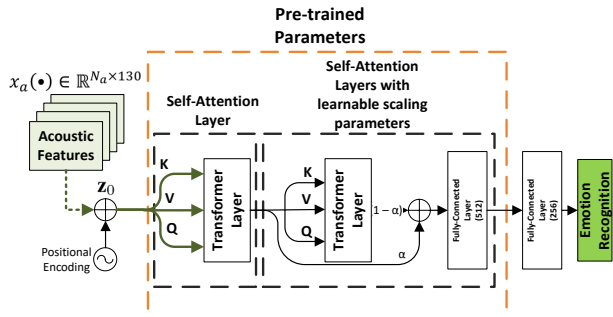 Pre-trained
Parameters
x_a(•) ∈ ℝ^{N_a×130}
Self-Attention
Layers with
learnable scaling
parameters
Self-Attention
Layer
Acoustic
Features
z_0
K
V
Q
Transformer
Layer
K
V
Q
Transformer
Layer
1 − α)
α
Fully-Connected Layer
(512)
Fully-Connected
Layer
(256)
Emotion
Recognition
Positional
Encoding